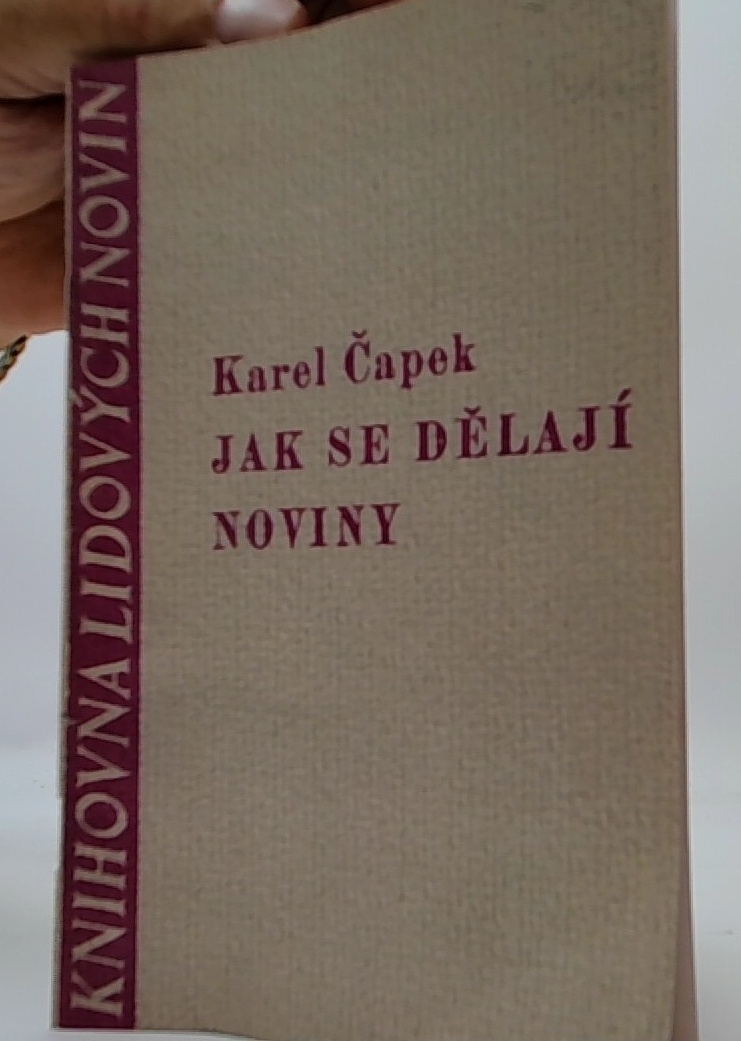 KNIHOVNA LIDOVÝCH NOVIN
Karel Čapek
JAK SE DĚLAJÍ
NOVINY